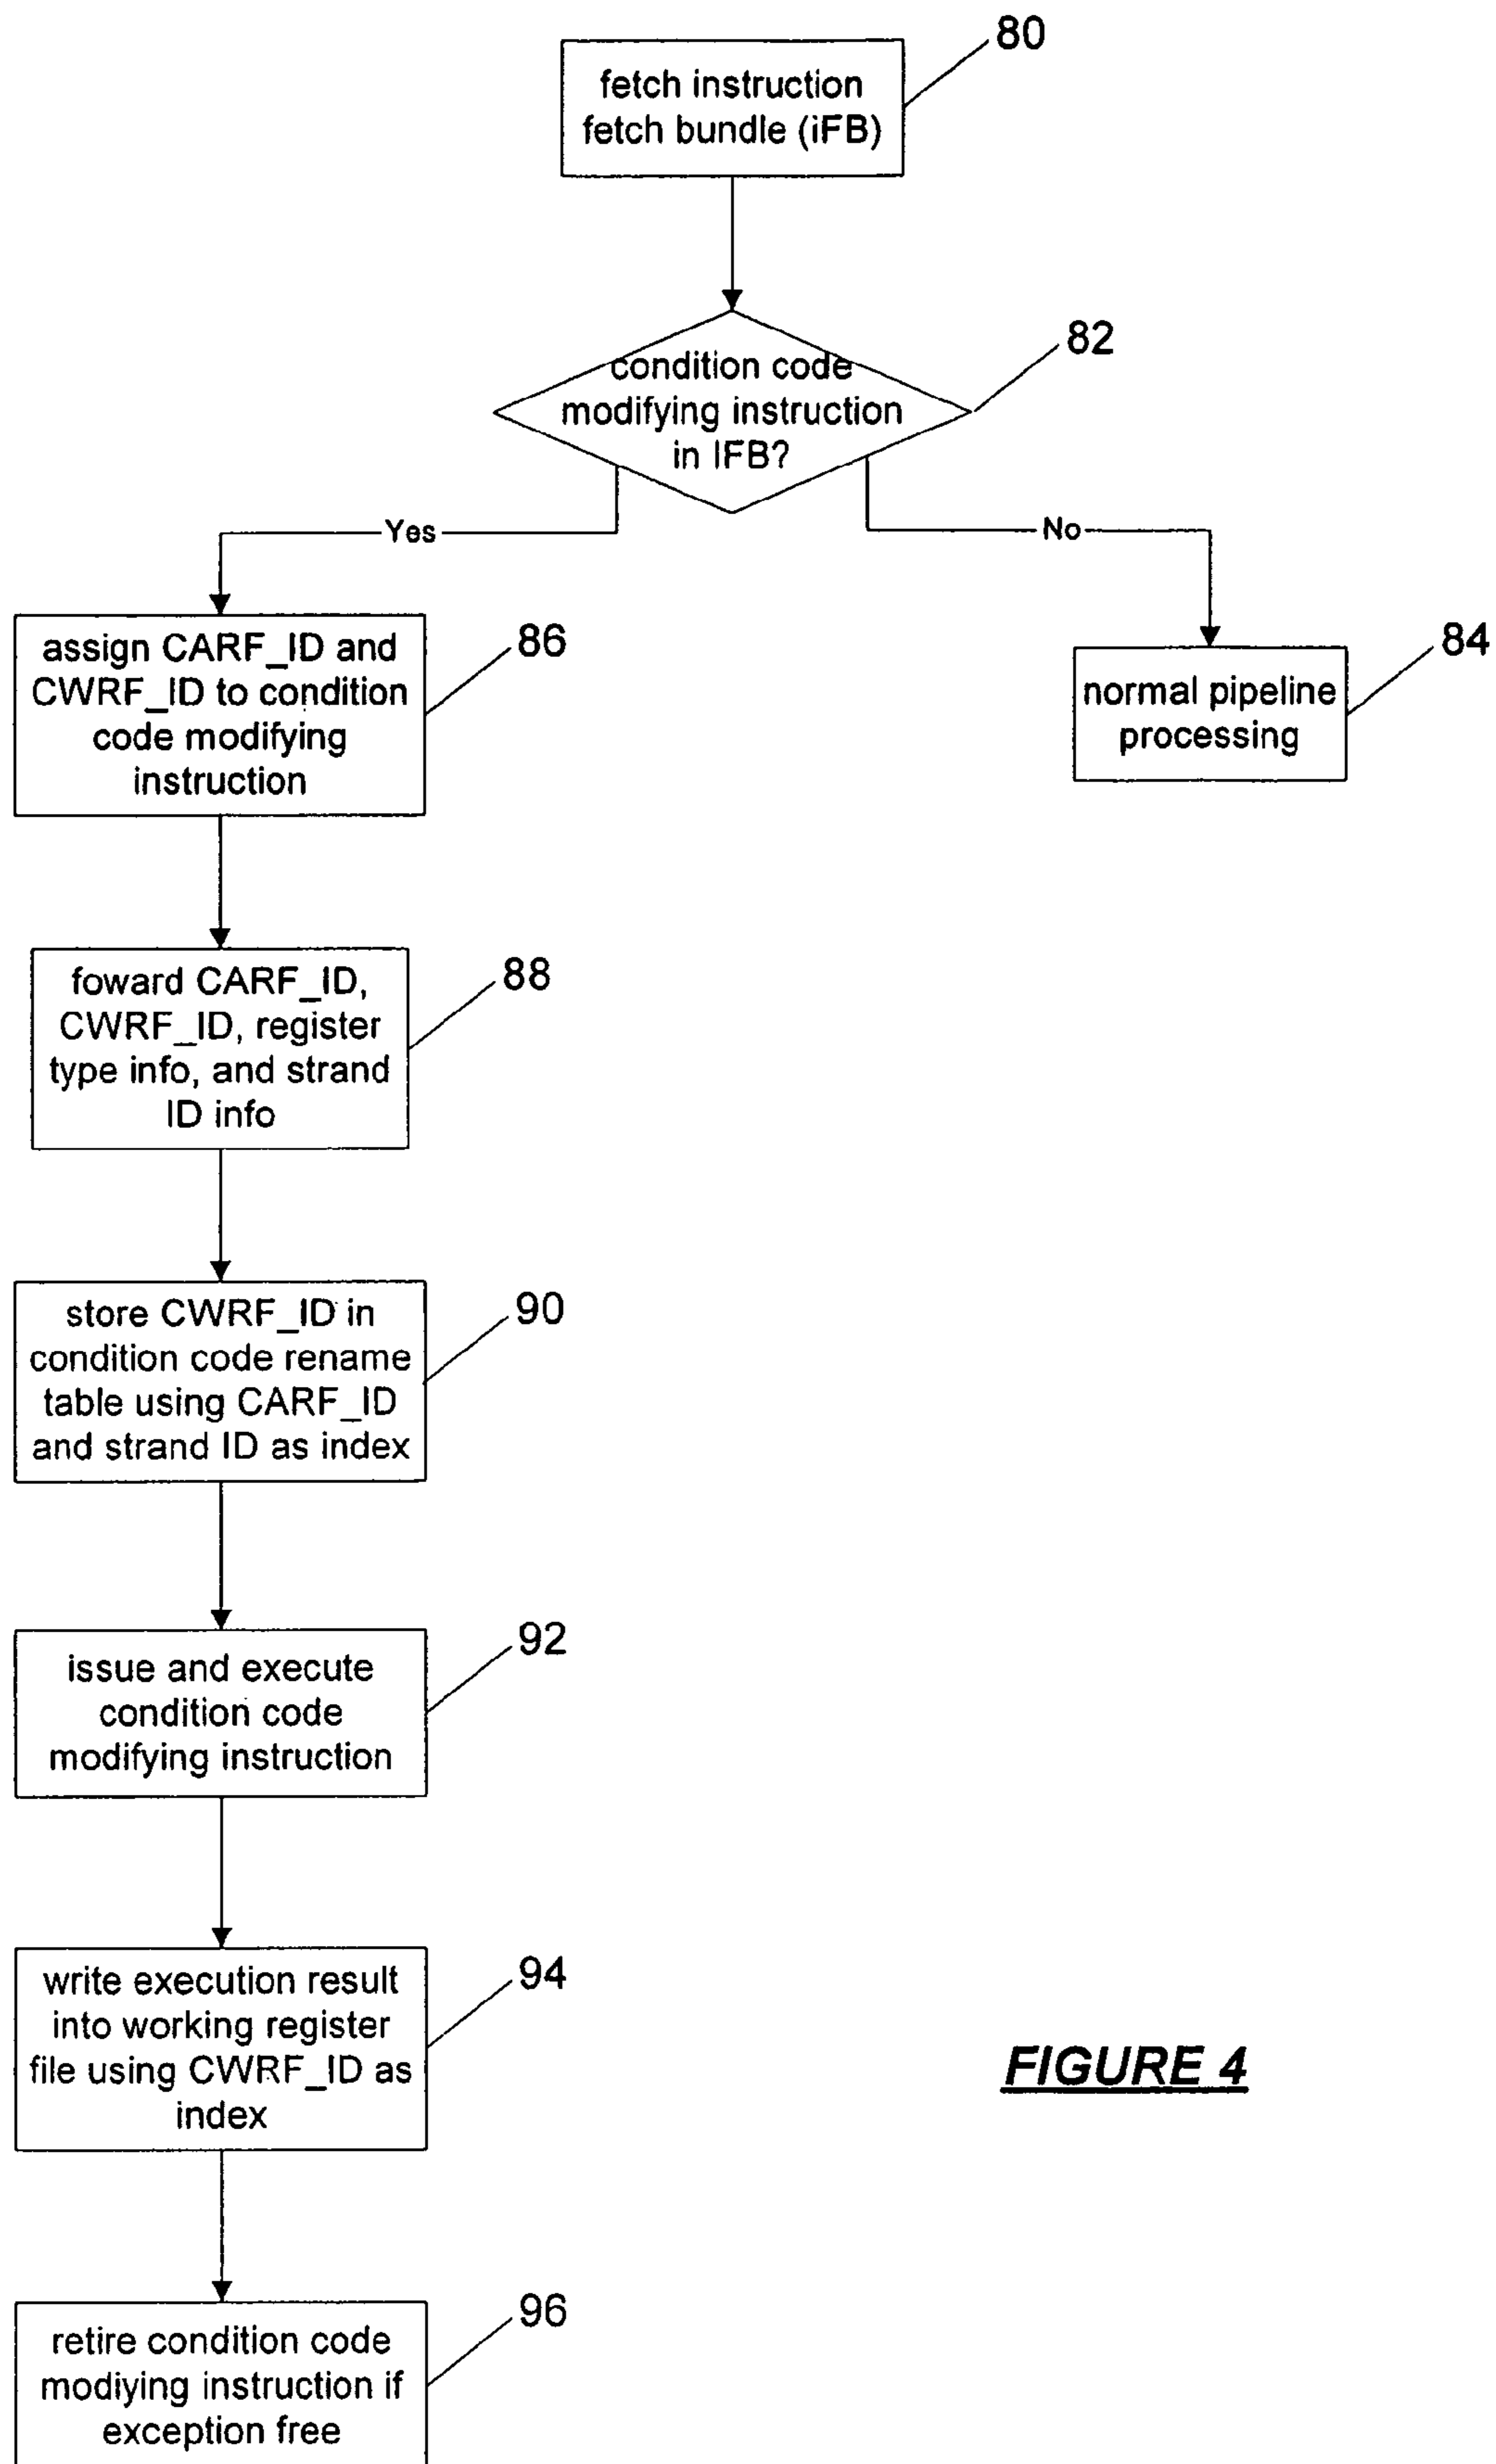 80
fetch instruction
fetch bundle (iFB)
82
condition code
modifying instruction
in IFB?
Yes
No
86
assign CARF_ID and
CWRF_ID to condition
code modifying
instruction
84
normal pipeline
processing
88
foward CARF_ID,
CWRF_ID, register
type info, and strand
ID info
90
store CWRF_ID in
condition code rename
table using CARF_ID
and strand ID as index
92
issue and execute
condition code
modifying instruction
94
write execution result
into working register
file using CWRF_ID as
index
FIGURE 4
96
retire condition code
modiying instruction if
exception free